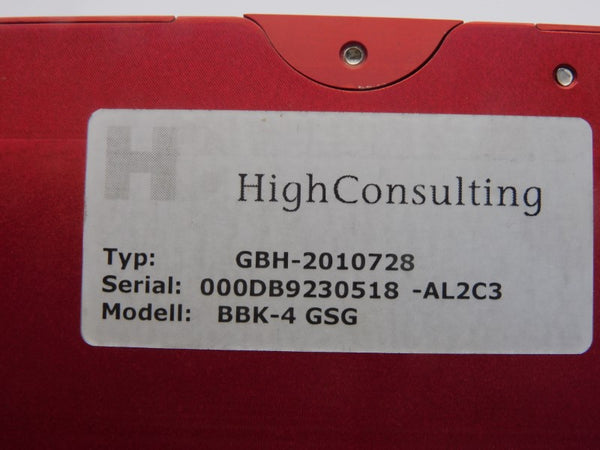 H
HighConsulting
Typ: GBH-2010728
Serial: 000DB9230518 -AL2C3
Modell: BBK-4 GSG